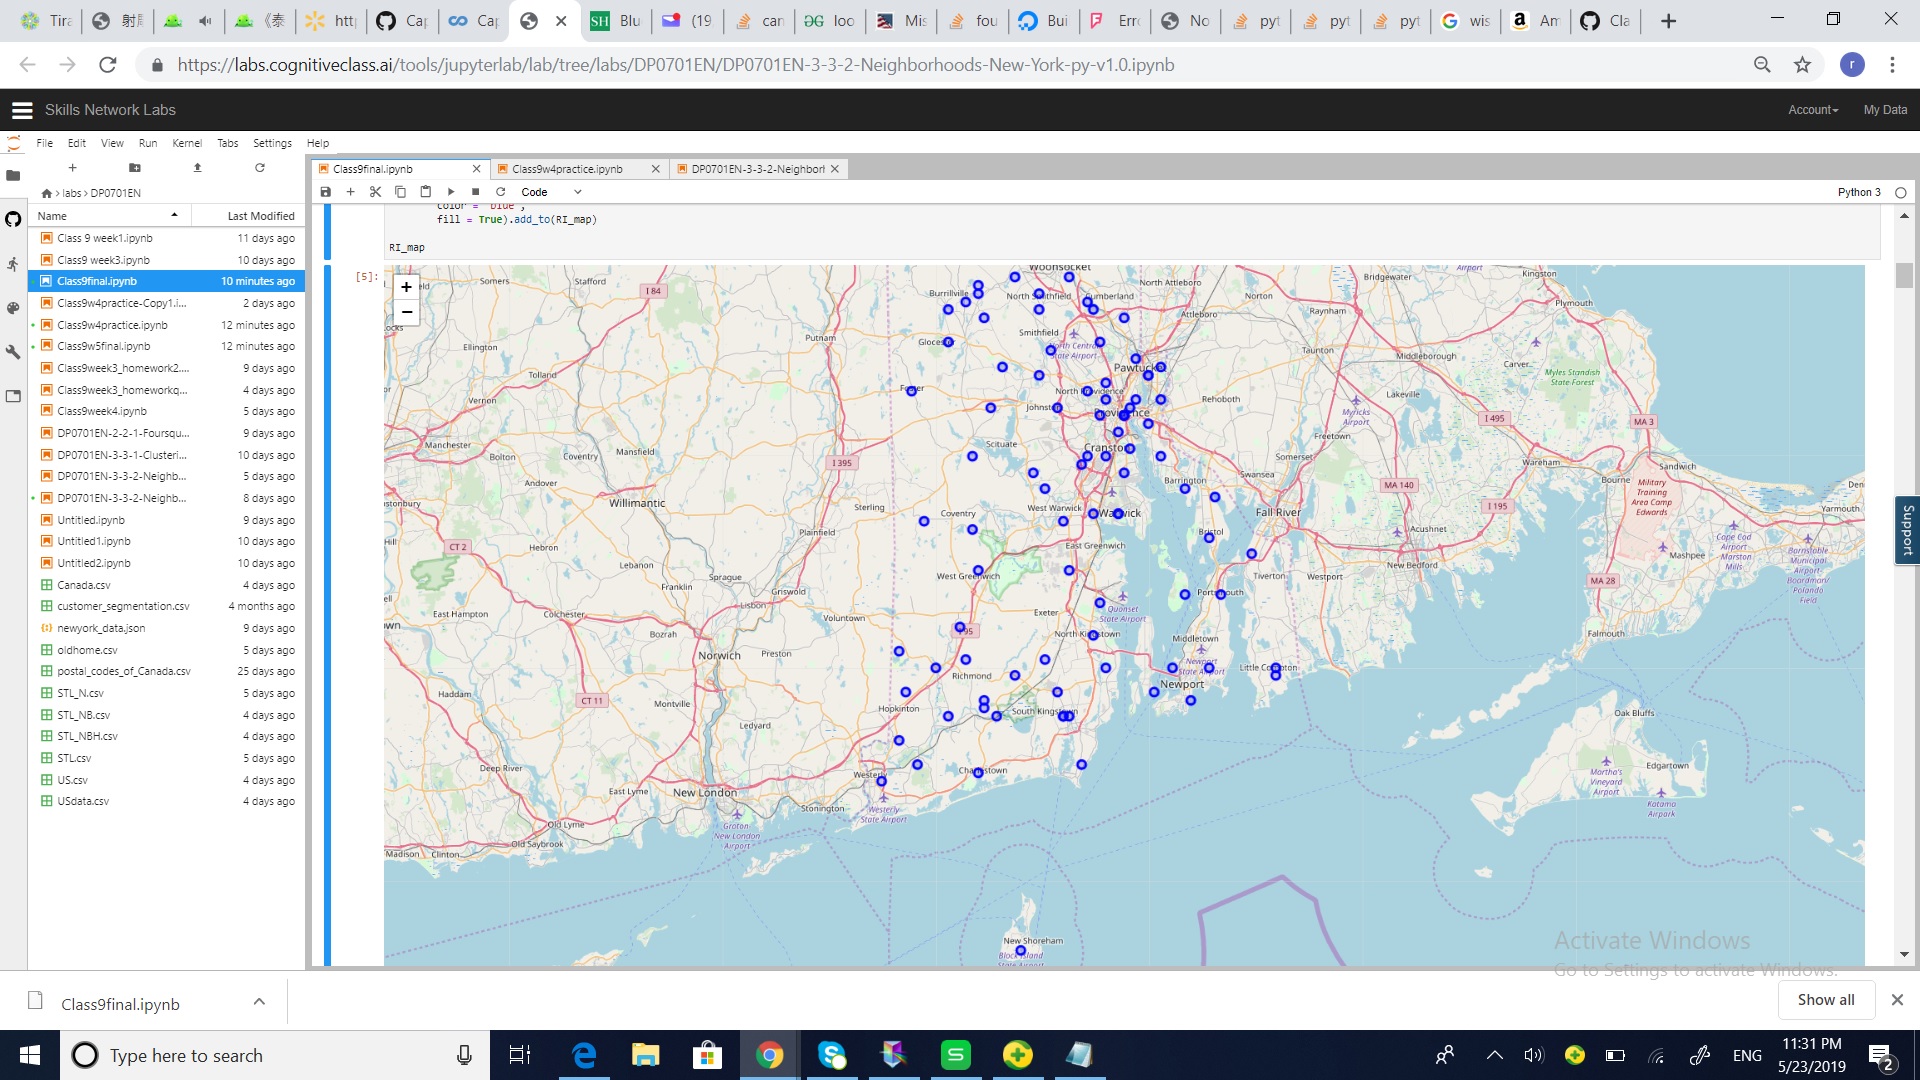 Tira
射
《泰
http
Cap
Cap
Blu
(19
can
loo
Mis
fou
Bui
Erro
No
pyt
pyt
pyt
wis
Am
Cla
https://labs.cognitiveclass.ai/tools/jupyterlab/lab/tree/labs/DP0701EN/DP0701EN-3-3-2-Neighborhoods-New-York-py-v1.0.ipynb
r
Skills Network Labs
Account
My Data
File Edit View Run Kernel Tabs Settings Help
labs > DP0701EN
Name Last Modified
Class 9 week1.ipynb 11 days ago
Class9 week3.ipynb 10 days ago
Class9final.ipynb 10 minutes ago
Class9w4practice-Copy1.i... 2 days ago
Class9w4practice.ipynb 12 minutes ago
Class9w5final.ipynb 12 minutes ago
Class9week3_homework2.... 9 days ago
Class9week3_homeworkq... 4 days ago
Class9week4.ipynb 5 days ago
DP0701EN-2-2-1-Foursqu... 9 days ago
DP0701EN-3-3-1-Clusteri... 10 days ago
DP0701EN-3-3-2-Neighb... 5 days ago
DP0701EN-3-3-2-Neighb... 8 days ago
Untitled.ipynb 9 days ago
Untitled1.ipynb 10 days ago
Untitled2.ipynb 10 days ago
Canada.csv 4 days ago
customer_segmentation.csv 4 months ago
newyork_data.json 9 days ago
oldhome.csv 5 days ago
postal_codes_of_Canada.csv 25 days ago
STL_N.csv 5 days ago
STL_NB.csv 4 days ago
STL_NBH.csv 4 days ago
STL.csv 5 days ago
US.csv 4 days ago
USdata.csv 4 days ago
Class9final.ipynb
Class9w4practice.ipynb
DP0701EN-3-3-2-Neighborh
Code
Python 3
color = 'blue',
fill = True).add_to(RI_map)
RI_map
[5]:
+
−
Somers
Stafford
I 84
Burrillville
Woonsocket
North Smithfield
Cumberland
North Attleboro
Norton
Airport
Bridgewater
Kingston
Plymouth
Attleboro
Raynham
Putnam
Ellington
Smithfield
Glocester
North Central State Airport
Taunton
Middleborough
Carver
Myles Standish State Forest
Tolland
Vernon
Foster
Pawtucket
North Providence
Rehoboth
Lakeville
Johnston
Providence
Myricks Airport
I 495
MA 3
Manchester
Bolton
Coventry
Mansfield
Scituate
Cranston
Freetown
I 395
Swansea
Somerset
Wareham
Bourne
Sandwich
Andover
Willimantic
Barrington
MA 140
I 195
Military Training Area Camp Edwards
Den
Yarmouth
Sterling
Coventry
West Warwick
Warwick
Fall River
Acushnet
Cape Cod Airport Marston Mills
Barnstable Municipal Airport Boardman/Polando Field
CT 2
Hebron
Plainfield
Bristol
East Greenwich
New Bedford
Mashpee
Lebanon
Franklin
Sprague
Lisbon
Griswold
West Greenwich
Tiverton
Westport
MA 28
East Hampton
Colchester
Bozrah
Voluntown
Exeter
Quonset State Airport
Portsmouth
I 95
North Kingstown
Middletown
Falmouth
Norwich
Preston
Newport State Airport
Little Compton
Richmond
Newport
Haddam
CT 11
Montville
Hopkinton
South Kingstown
Ledyard
Oak Bluffs
Deep River
Westerly
Charlestown
Martha's Vineyard Airport
Edgartown
East Lyme
New London
Stonington
Westerly State Airport
Katama Airpark
Groton New London Airport
Old Lyme
Old Saybrook
Madison
Clinton
New Shoreham
Block Island State Airport
Support
Activate Windows
Go to Settings to activate Windows.
Class9final.ipynb
Show all
Type here to search
ENG
11:31 PM
5/23/2019
2